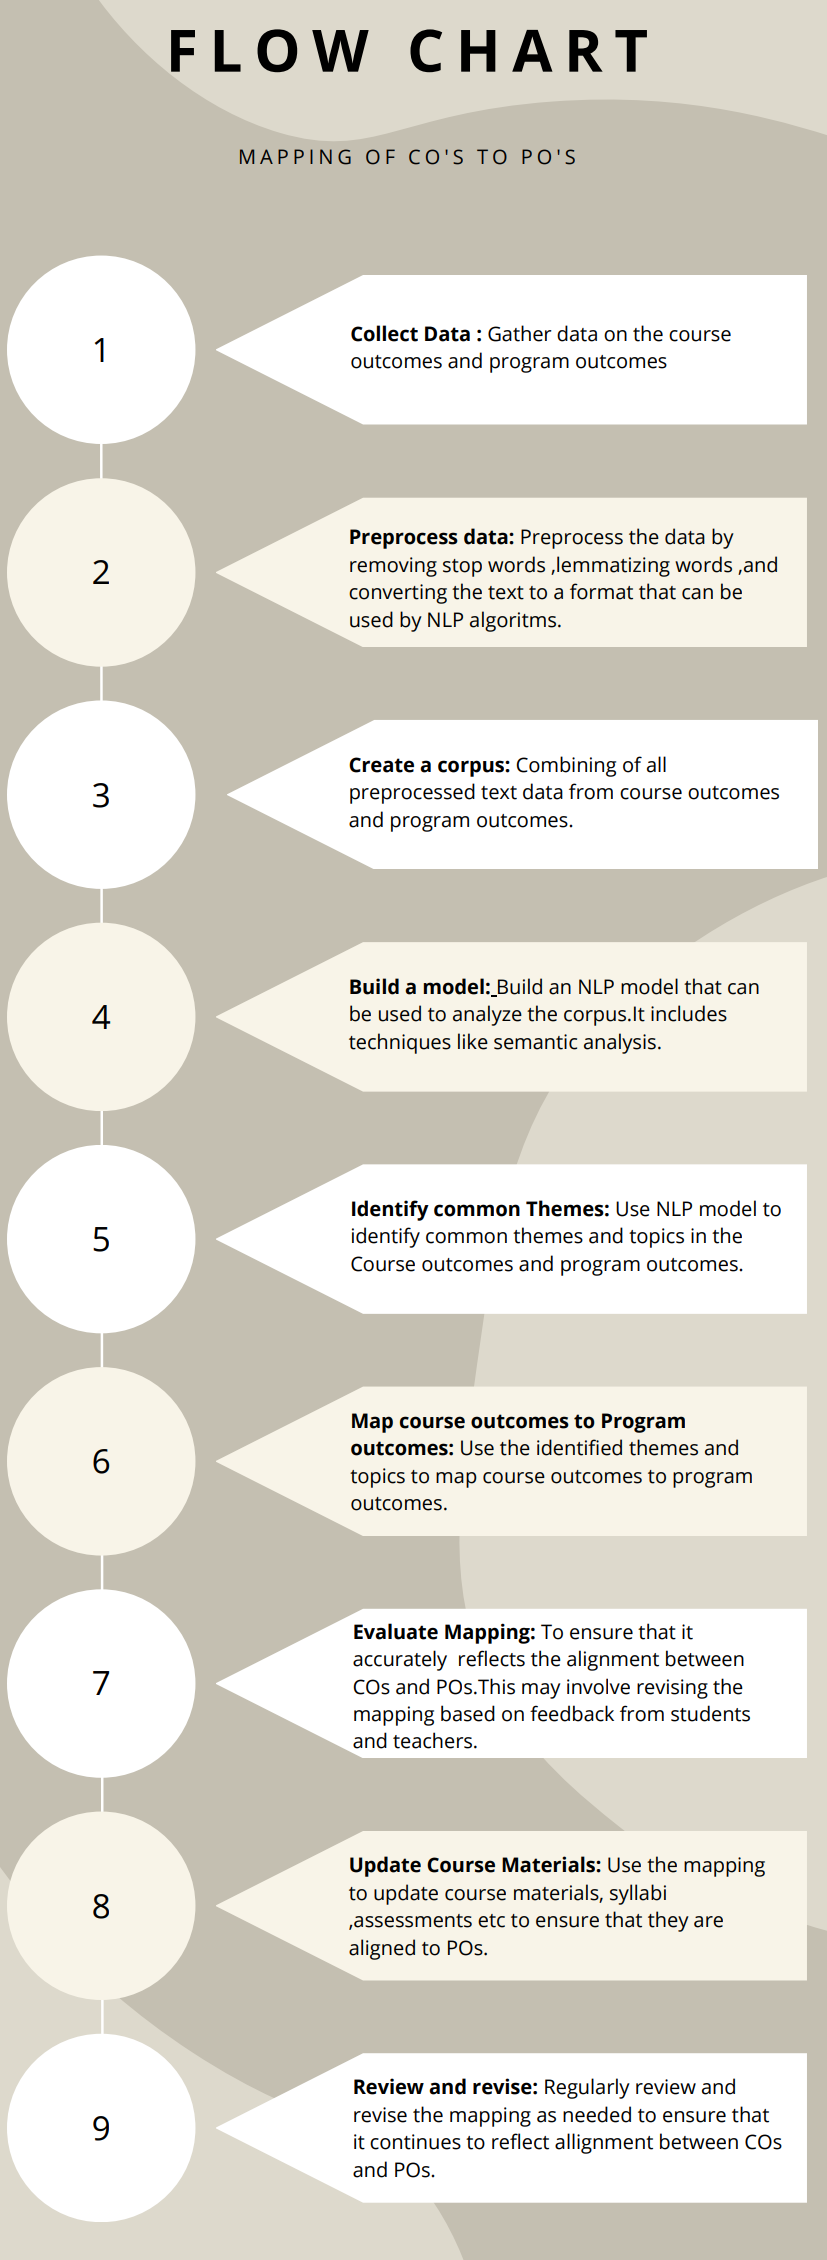 FLOW CHART
MAPPING OF CO'S TO PO'S
1
Collect Data : Gather data on the course
outcomes and program outcomes
2
Preprocess data: Preprocess the data by
removing stop words ,lemmatizing words ,and
converting the text to a format that can be
used by NLP algoritms.
3
Create a corpus: Combining of all
preprocessed text data from course outcomes
and program outcomes.
4
Build a model: Build an NLP model that can
be used to analyze the corpus.It includes
techniques like semantic analysis.
5
Identify common Themes: Use NLP model to
identify common themes and topics in the
Course outcomes and program outcomes.
6
Map course outcomes to Program
outcomes: Use the identified themes and
topics to map course outcomes to program
outcomes.
7
Evaluate Mapping: To ensure that it
accurately  reflects the alignment between
COs and POs.This may involve revising the
mapping based on feedback from students
and teachers.
8
Update Course Materials: Use the mapping
to update course materials, syllabi
,assessments etc to ensure that they are
aligned to POs.
9
Review and revise: Regularly review and
revise the mapping as needed to ensure that
it continues to reflect allignment between COs
and POs.